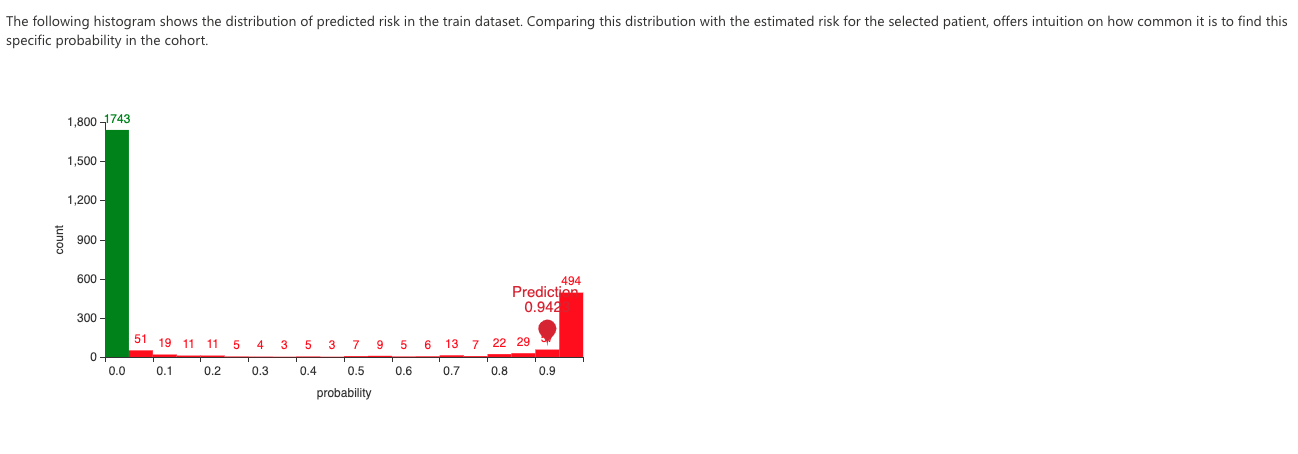 The following histogram shows the distribution of predicted risk in the train dataset. Comparing this distribution with the estimated risk for the selected patient, offers intuition on how common it is to find this
specific probability in the cohort.
1743
1,800
1,500
1,200
900
600
300
0
count
494
Prediction
0.942
51 19 11 11 5 4 3 5 3 7 9 5 6 13 7 22 29
0.0 0.1 0.2 0.3 0.4 0.5 0.6 0.7 0.8 0.9
probability